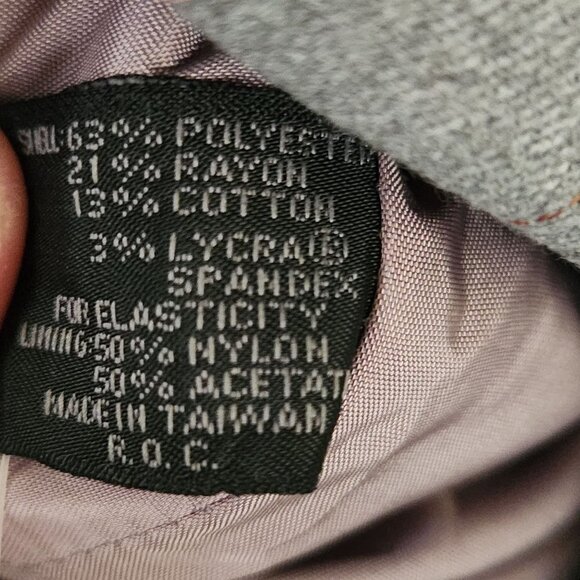 SHELL:63% POLYESTER
21% RAYON
13% COTTON
3% LYCRA®
SPANDEX
FOR ELASTICITY
LINING:50% NYLON
50% ACETAT
MADE IN TAIWAN
R.O.C.